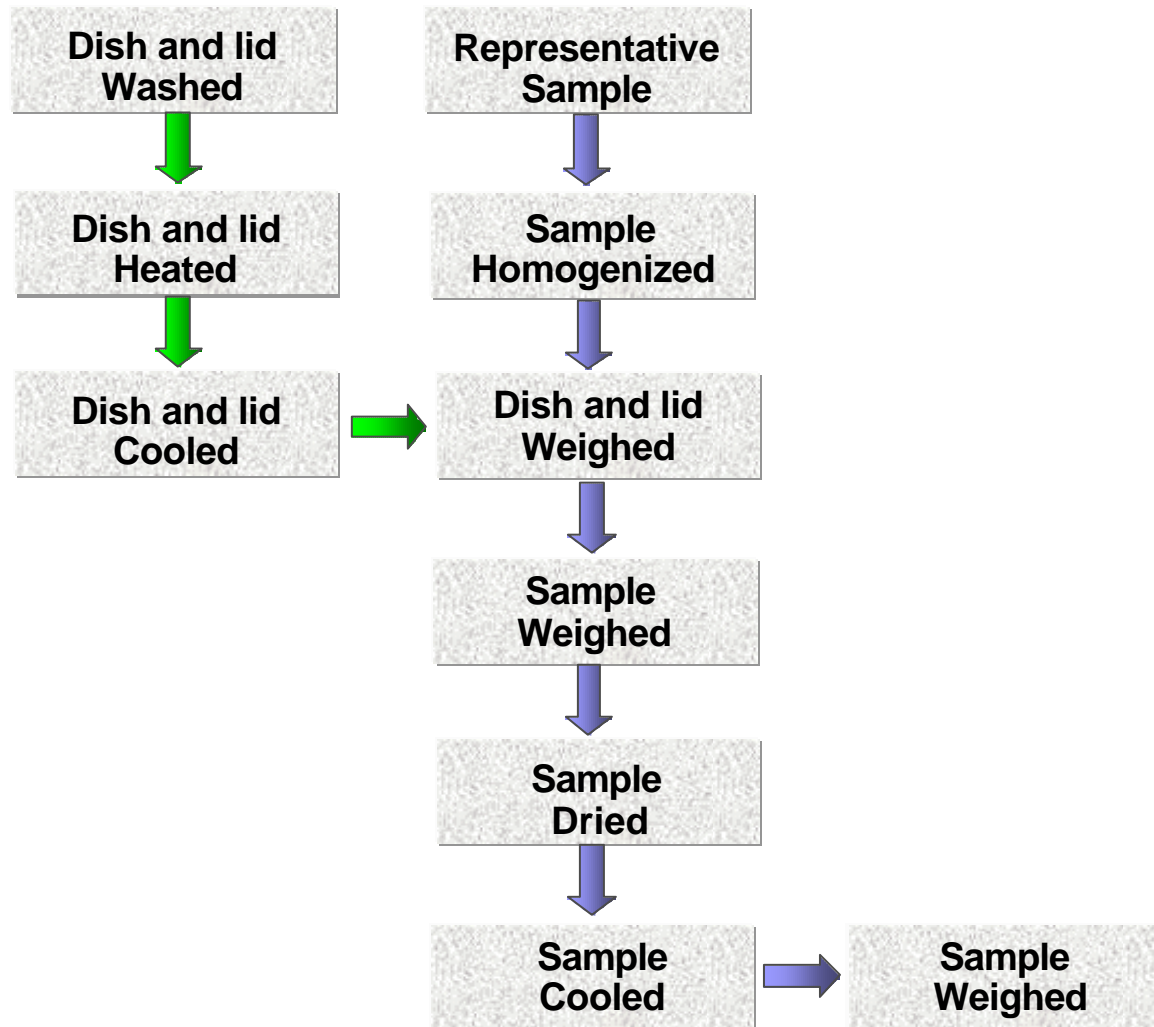 Dish and lid
Washed
Representative
Sample
Dish and lid
Heated
Sample
Homogenized
Dish and lid
Cooled
Dish and lid
Weighed
Sample
Weighed
Sample
Dried
Sample
Cooled
Sample
Weighed